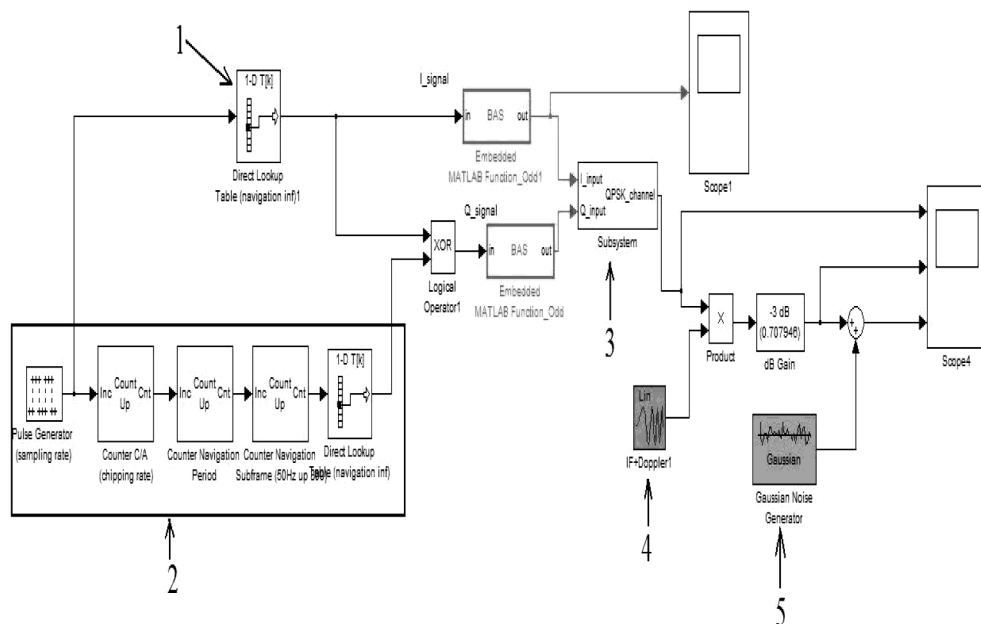 1
1-D T[k]
Direct Lookup
Table (navigation inf)1
I_signal
in
BAS
out
Embedded
MATLAB Function_Odd1
Scope1
Q_signal
XOR
Logical
Operator1
in
BAS
out
Embedded
MATLAB Function_Odd
I_input
QPSK_channel
Q_input
Subsystem
3
X
Product
-3 dB
(0.707946)
dB Gain
+
+
Scope4
Pulse Generator
(sampling rate)
Inc
Count
Up
Cnt
Counter C/A
(chipping rate)
Inc
Count
Up
Cnt
Counter Navigation
Period
Inc
Count
Up
Cnt
Counter Navigation
Subframe (50Hz up
1-D T[k]
Direct Lookup
Table (navigation inf)
2
Lin
IF+Doppler1
4
Gaussian
Gaussian Noise
Generator
5